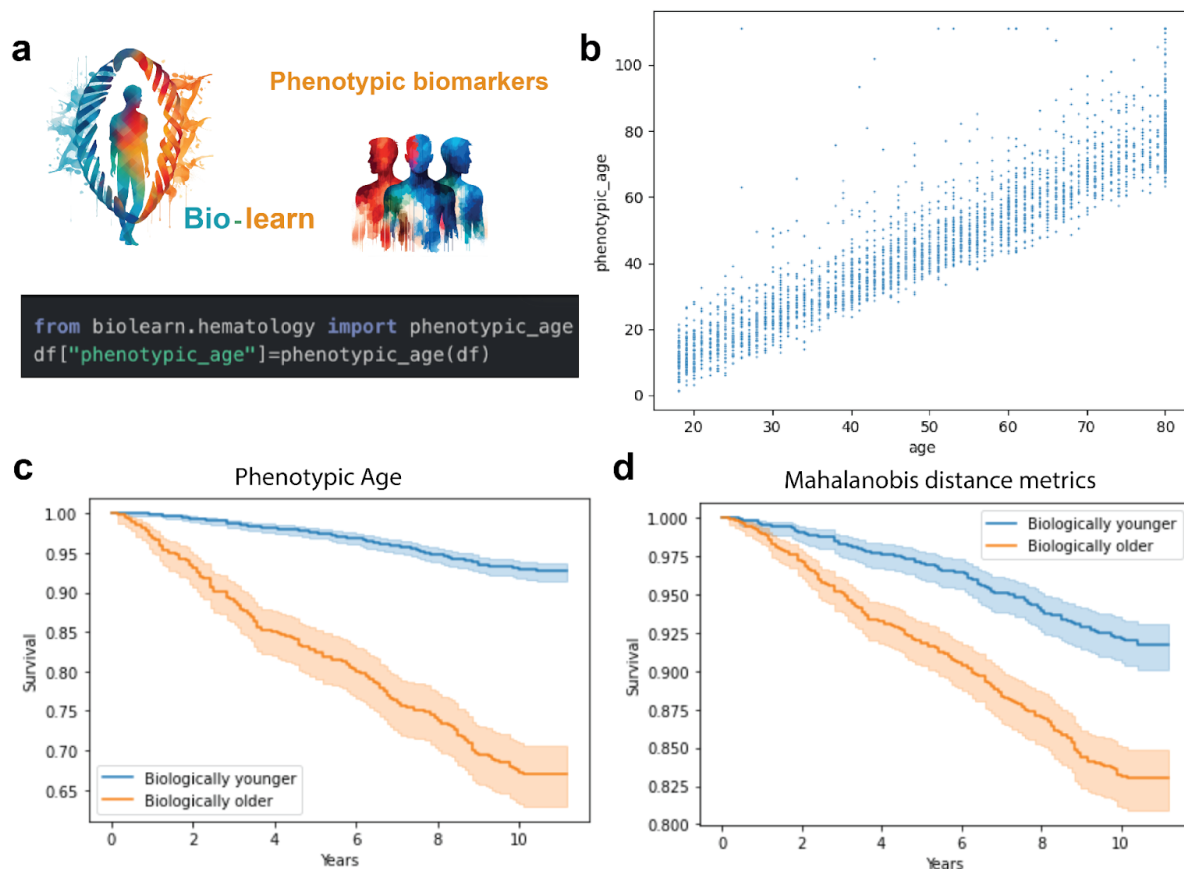 a
Phenotypic biomarkers
Bio-learn
from biolearn.hematology import phenotypic_age
df["phenotypic_age"]=phenotypic_age(df)
b
100
80
60
40
20
0
phenotypic_age
20 30 40 50 60 70 80
age
c
Phenotypic Age
1.00
0.95
0.90
0.85
0.80
0.75
0.70
0.65
Survival
Biologically younger
Biologically older
0 2 4 6 8 10
Years
d
Mahalanobis distance metrics
1.000
0.975
0.950
0.925
0.900
0.875
0.850
0.825
0.800
Survival
Biologically younger
Biologically older
0 2 4 6 8 10
Years